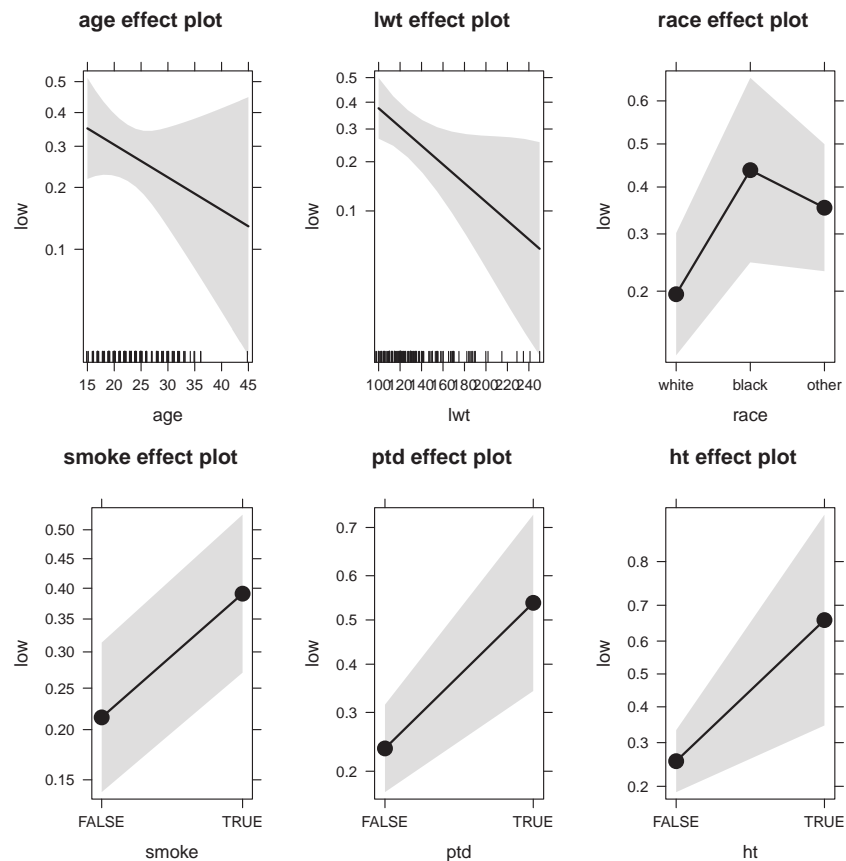 age effect plot
low
0.5
0.4
0.3
0.2
0.1
15 20 25 30 35 40 45
age
lwt effect plot
low
0.5
0.4
0.3
0.2
0.1
100 120 140 160 180 200 220 240
lwt
race effect plot
low
0.6
0.5
0.4
0.3
0.2
white black other
race
smoke effect plot
low
0.50
0.45
0.40
0.35
0.30
0.25
0.20
0.15
FALSE TRUE
smoke
ptd effect plot
low
0.7
0.6
0.5
0.4
0.3
0.2
FALSE TRUE
ptd
ht effect plot
low
0.8
0.7
0.6
0.5
0.4
0.3
0.2
FALSE TRUE
ht